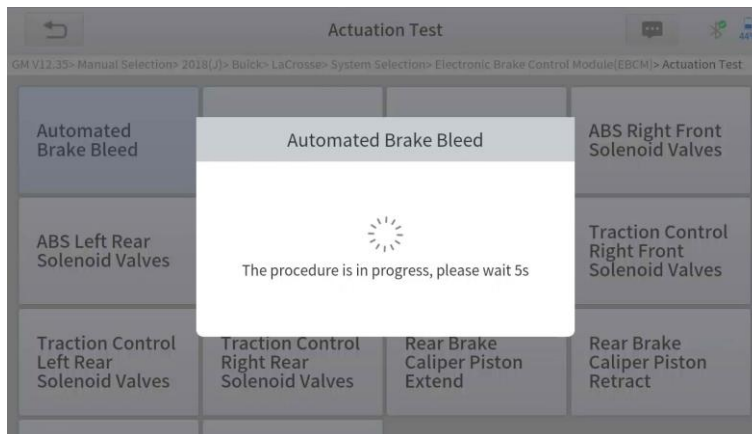 Actuation Test
44%
GM V12.35> Manual Selection> 2018(J)> Buick> LaCrosse> System Selection> Electronic Brake Control Module(EBCM)> Actuation Test
Automated
Brake Bleed
ABS Right Front
Solenoid Valves
Automated Brake Bleed
The procedure is in progress, please wait 5s
ABS Left Rear
Solenoid Valves
Traction Control
Right Front
Solenoid Valves
Traction Control
Left Rear
Solenoid Valves
Traction Control
Right Rear
Solenoid Valves
Rear Brake
Caliper Piston
Extend
Rear Brake
Caliper Piston
Retract